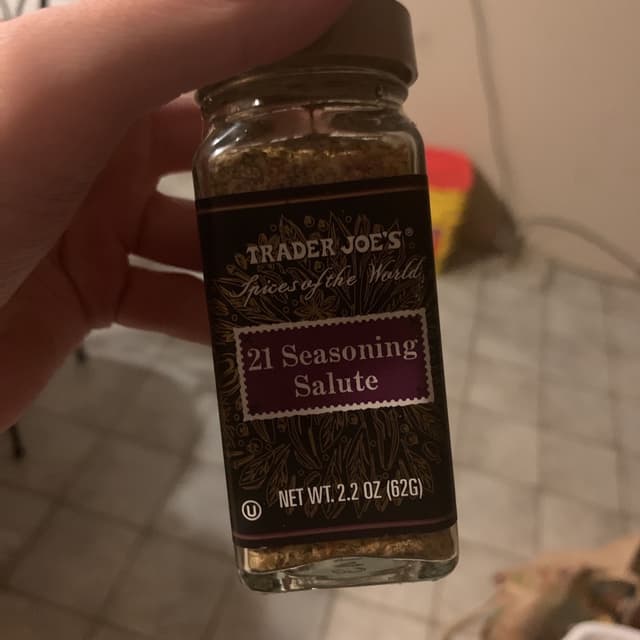 TRADER JOE'S®
Spices of the World
21 Seasoning
Salute
U
NET WT. 2.2 OZ (62G)